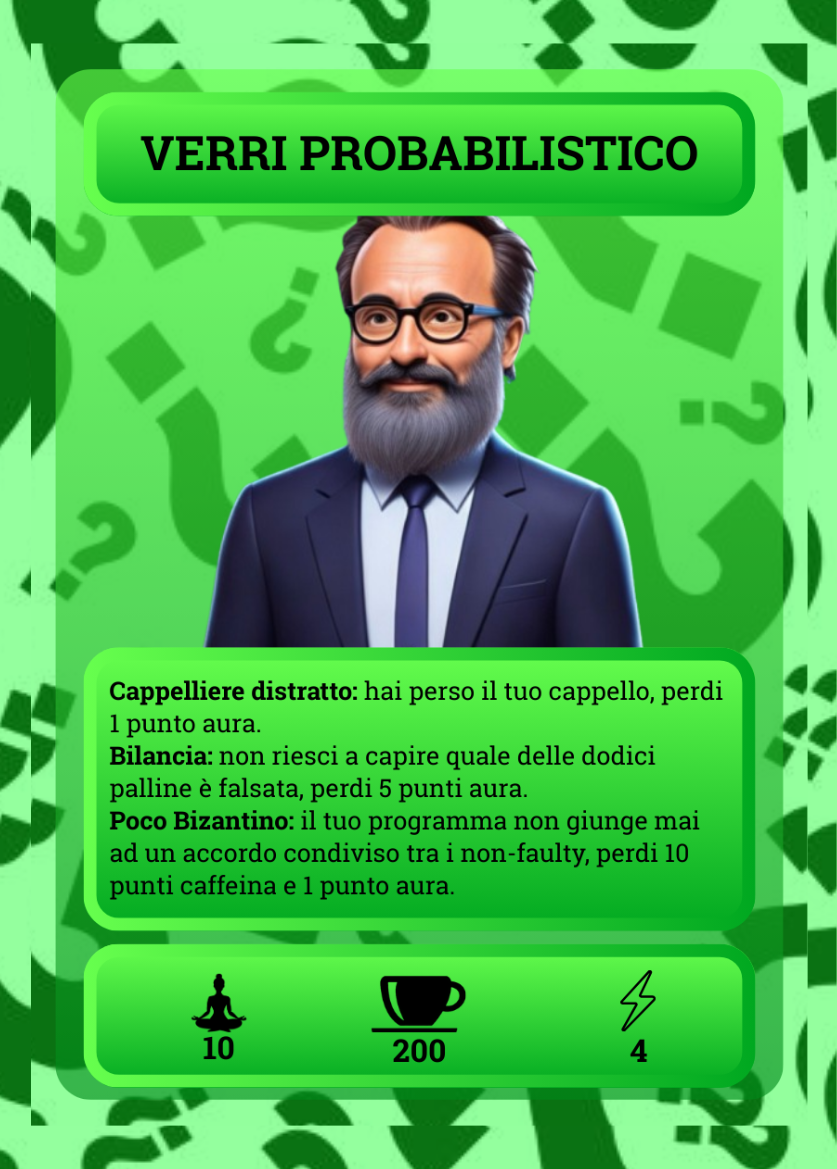 VERRI PROBABILISTICO
Cappelliere distratto: hai perso il tuo cappello, perdi
1 punto aura.
Bilancia: non riesci a capire quale delle dodici
palline è falsata, perdi 5 punti aura.
Poco Bizantino: il tuo programma non giunge mai
ad un accordo condiviso tra i non-faulty, perdi 10
punti caffeina e 1 punto aura.
10 200 4